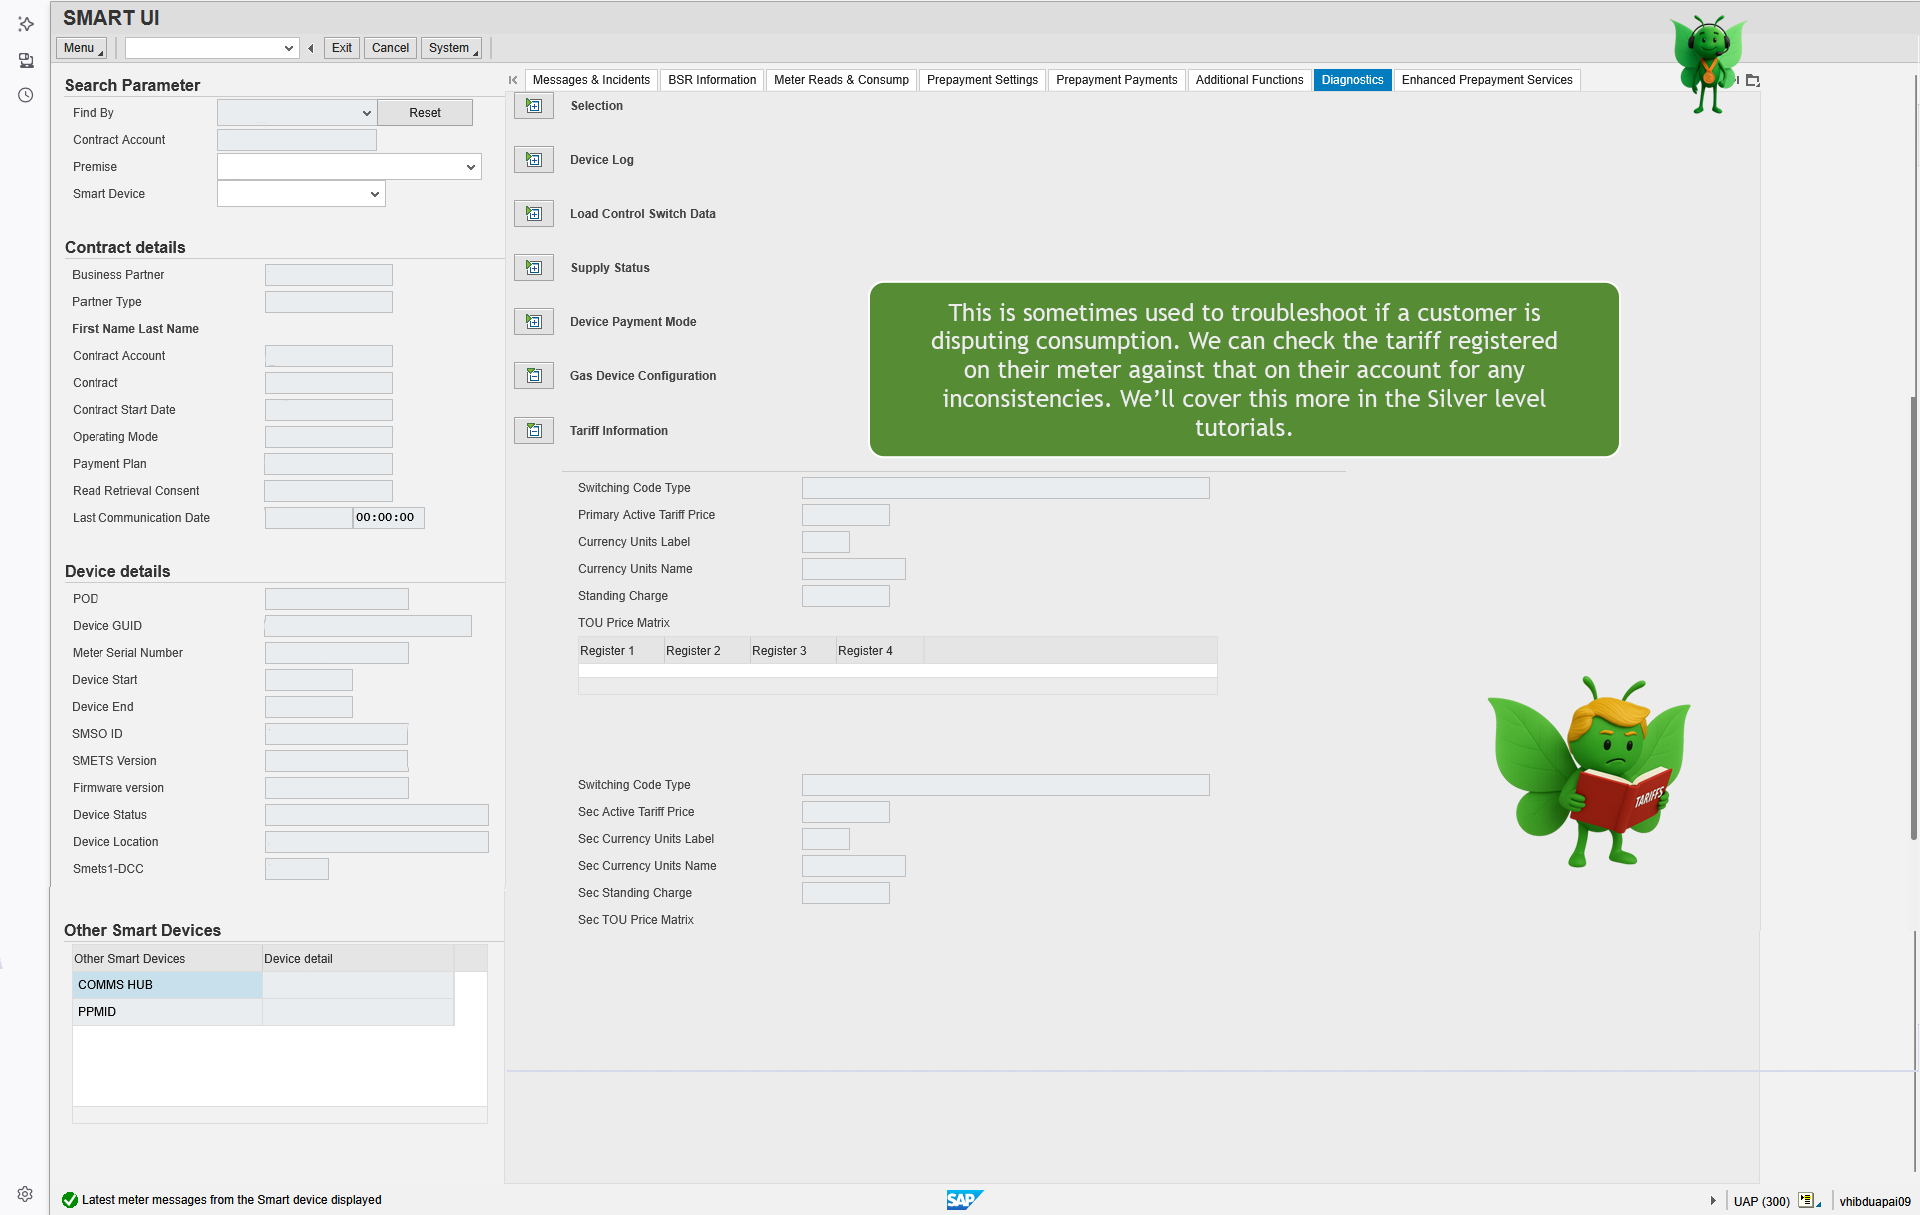 SMART UI
Menu
Exit
Cancel
System
Search Parameter
Find By
Reset
Contract Account
Premise
Smart Device
Contract details
Business Partner
Partner Type
First Name Last Name
Contract Account
Contract
Contract Start Date
Operating Mode
Payment Plan
Read Retrieval Consent
Last Communication Date 00:00:00
Device details
POD
Device GUID
Meter Serial Number
Device Start
Device End
SMSO ID
SMETS Version
Firmware version
Device Status
Device Location
Smets1-DCC
Other Smart Devices
Other Smart Devices Device detail
COMMS HUB
PPMID
Messages & Incidents BSR Information Meter Reads & Consump Prepayment Settings Prepayment Payments Additional Functions Diagnostics Enhanced Prepayment Services
Selection
Device Log
Load Control Switch Data
Supply Status
Device Payment Mode
Gas Device Configuration
Tariff Information
This is sometimes used to troubleshoot if a customer is
disputing consumption. We can check the tariff registered
on their meter against that on their account for any
inconsistencies. We’ll cover this more in the Silver level
tutorials.
Switching Code Type
Primary Active Tariff Price
Currency Units Label
Currency Units Name
Standing Charge
TOU Price Matrix
Register 1 Register 2 Register 3 Register 4
Switching Code Type
Sec Active Tariff Price
Sec Currency Units Label
Sec Currency Units Name
Sec Standing Charge
Sec TOU Price Matrix
TARIFFS
Latest meter messages from the Smart device displayed
SAP
UAP (300)
vhibduapai09